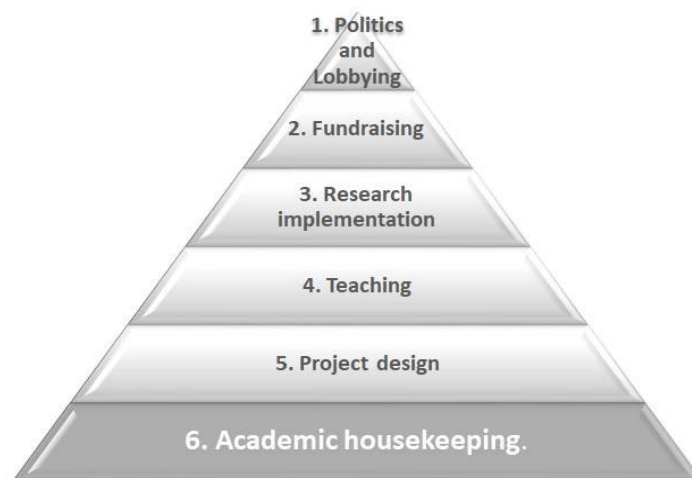 1. Politics
and
Lobbying
2. Fundraising
3. Research
implementation
4. Teaching
5. Project design
6. Academic housekeeping.